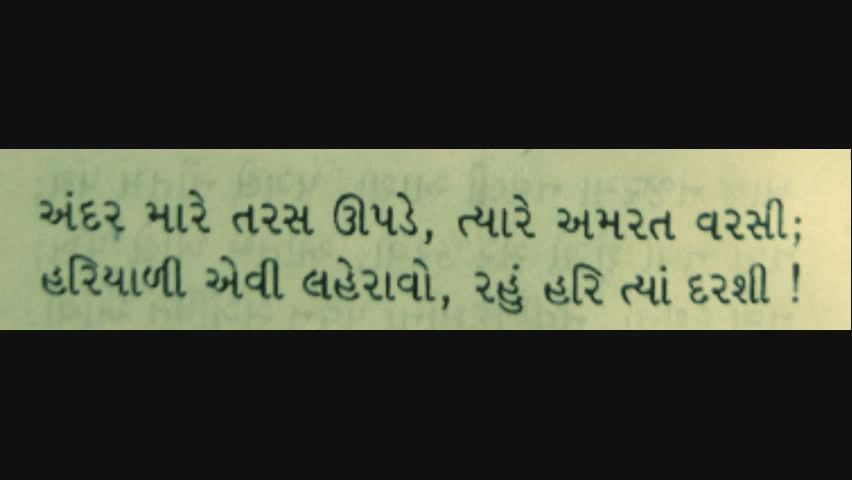 અંદર મારે તરસ ઊપડે, ત્યારે અમરત વરસી;
હરિયાળી એવી લહેરાવો, રહું હરિ ત્યાં દરશી !